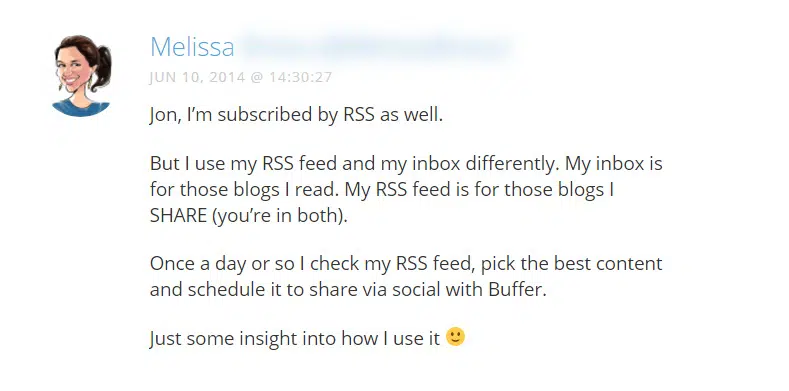 Melissa
JUN 10, 2014 @ 14:30:27
Jon, I’m subscribed by RSS as well.
But I use my RSS feed and my inbox differently. My inbox is
for those blogs I read. My RSS feed is for those blogs I
SHARE (you’re in both).
Once a day or so I check my RSS feed, pick the best content
and schedule it to share via social with Buffer.
Just some insight into how I use it 🙂